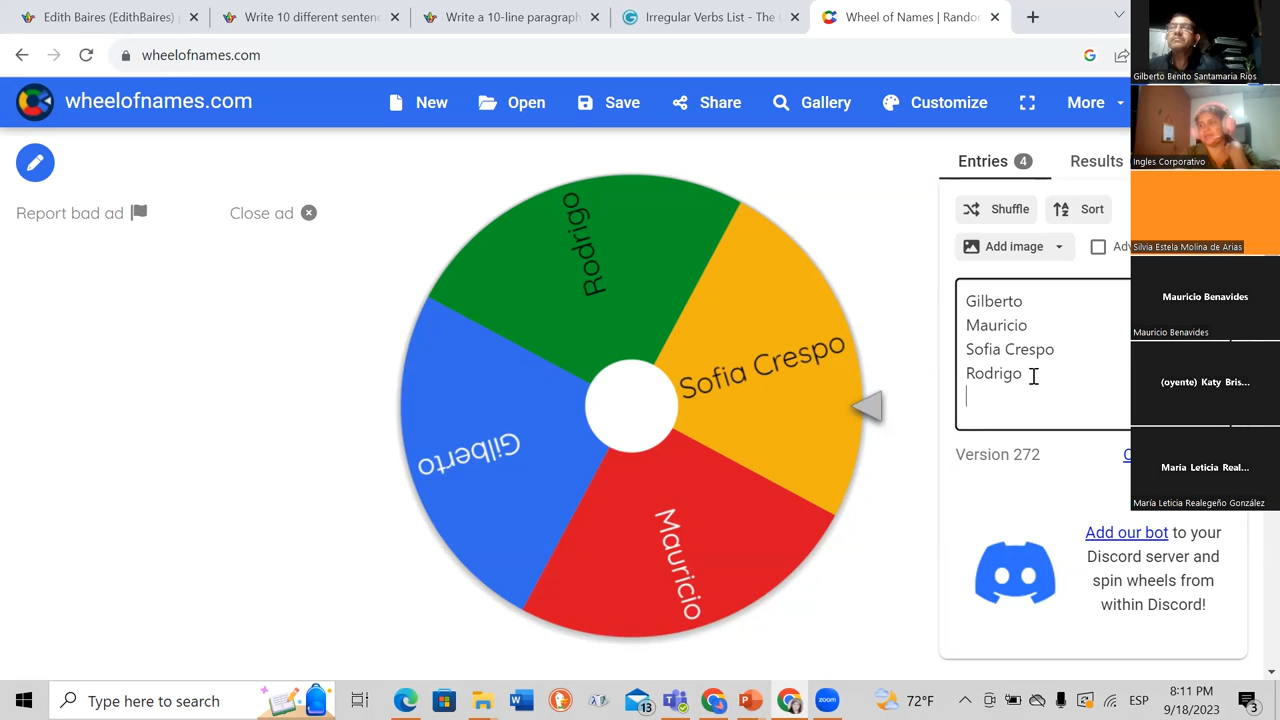 Edith Baires (EdithBaires)
Write 10 different senten
Write a 10-line paragraph
Irregular Verbs List - The
Wheel of Names | Rando
wheelofnames.com
wheelofnames.com
New
Open
Save
Share
Gallery
Customize
More
Report bad ad
Close ad
Rodrigo
Sofia Crespo
Gilberto
Mauricio
Entries 4
Results
Shuffle
Sort
Add image
Adv
Gilberto
Mauricio
Sofia Crespo
Rodrigo
Version 272
Add our bot to your
Discord server and
spin wheels from
within Discord!
Gilberto Benito Santamaria Rios
Ingles Corporativo
Silvia Estela Molina de Arias
Mauricio Benavides
Mauricio Benavides
(oyente) Katy Bris...
María Leticia Real...
María Leticia Realegeño González
Type here to search
13
zoom
72°F
ESP
8:11 PM
9/18/2023
3